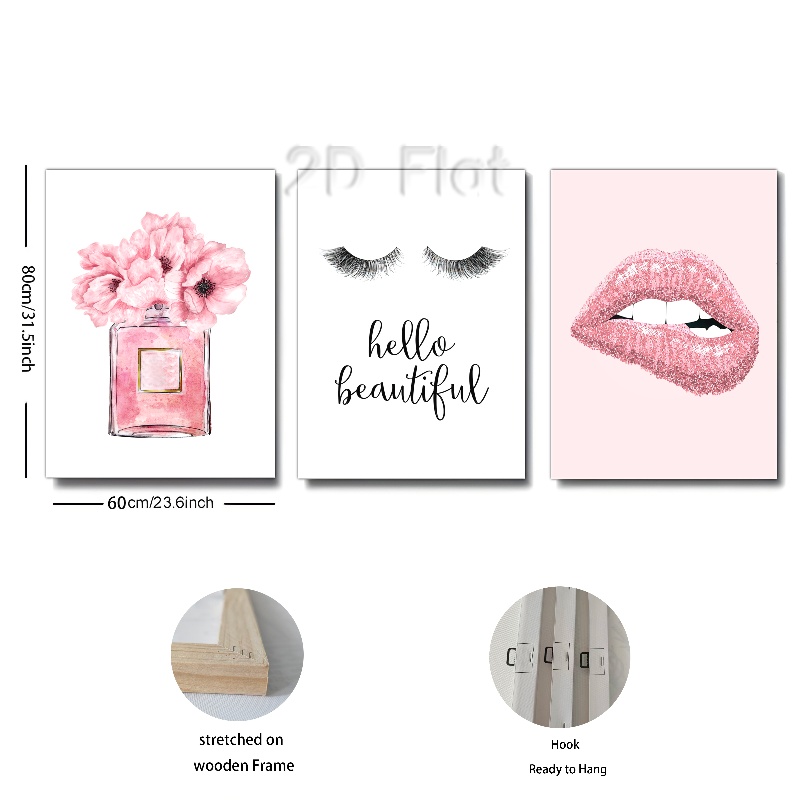 2D Flat
80cm/31.5inch
hello
beautiful
60cm/23.6inch
stretched on
wooden Frame
Hook
Ready to Hang